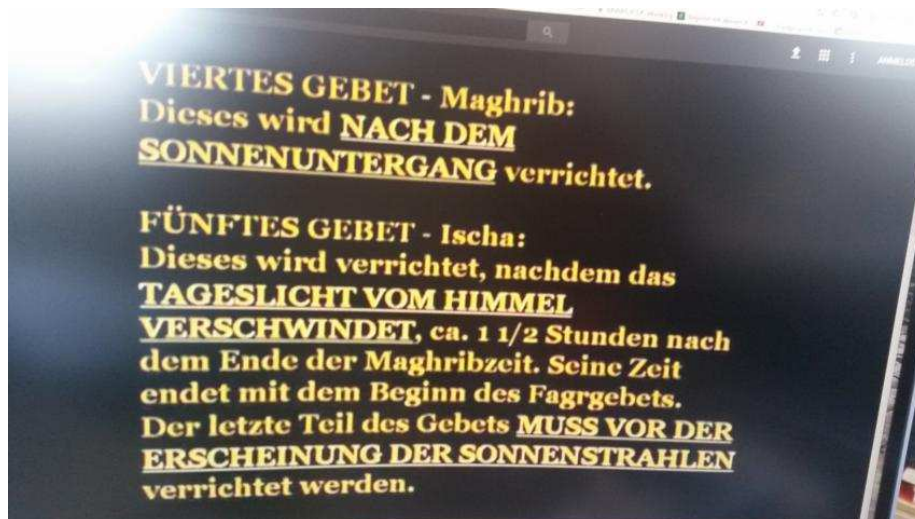 ANMELDE
VIERTES GEBET - Maghrib:
Dieses wird NACH DEM
SONNENUNTERGANG verrichtet.
FÜNFTES GEBET - Ischa:
Dieses wird verrichtet, nachdem das
TAGESLICHT VOM HIMMEL
VERSCHWINDET, ca. 1 1/2 Stunden nach
dem Ende der Maghribzeit. Seine Zeit
endet mit dem Beginn des Fagrgebets.
Der letzte Teil des Gebets MUSS VOR DER
ERSCHEINUNG DER SONNENSTRAHLEN
verrichtet werden.